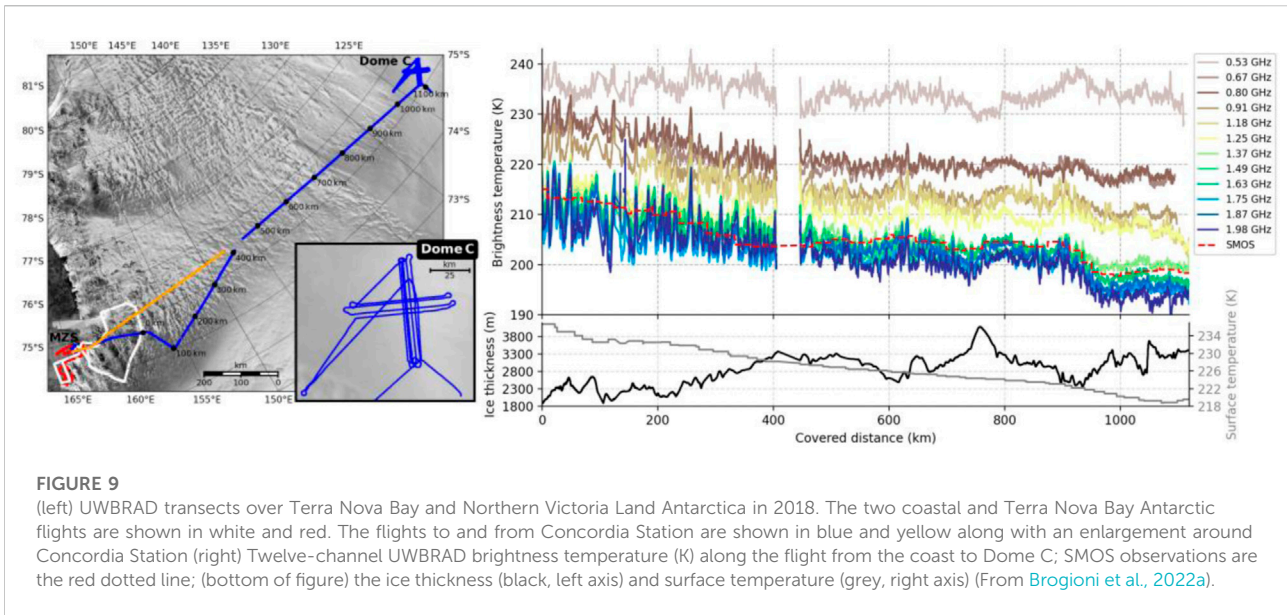 150°E 145°E 140°E 135°E 130°E 125°E
Dome C
75°S
81°S
80°S
79°S
78°S
77°S
76°S
75°S
74°S
73°S
1100 km
1000 km
900 km
800 km
700 km
600 km
500 km
400 km
300 km
200 km
100 km
0 km
MZS
km
200 100 0
165°E 160°E 155°E 150°E
Dome C
km
25
Brightness temperature (K)
240
230
220
210
200
190
0.53 GHz
0.67 GHz
0.80 GHz
0.91 GHz
1.18 GHz
1.25 GHz
1.37 GHz
1.49 GHz
1.63 GHz
1.75 GHz
1.87 GHz
1.98 GHz
SMOS
Ice thickness (m)
3800
3300
2800
2300
1800
234
230
226
222
218
Surface temperature (K)
0 200 400 600 800 1000
Covered distance (km)
FIGURE 9
(left) UWBRAD transects over Terra Nova Bay and Northern Victoria Land Antarctica in 2018. The two coastal and Terra Nova Bay Antarctic
flights are shown in white and red. The flights to and from Concordia Station are shown in blue and yellow along with an enlargement around
Concordia Station (right) Twelve-channel UWBRAD brightness temperature (K) along the flight from the coast to Dome C; SMOS observations are
the red dotted line; (bottom of figure) the ice thickness (black, left axis) and surface temperature (grey, right axis) (From Brogioni et al., 2022a).